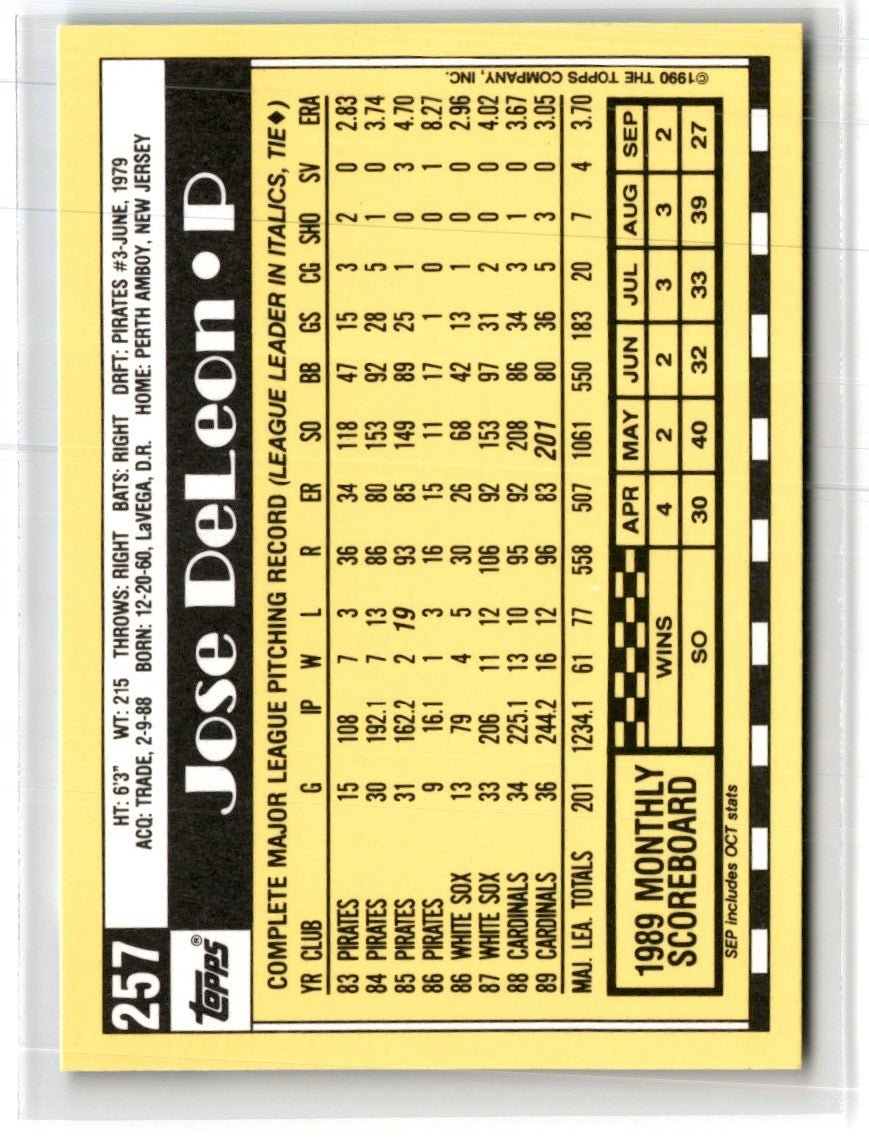 257
HT: 6'3" WT: 215 THROWS: RIGHT BATS: RIGHT DRFT: PIRATES #3-JUNE, 1979
ACQ: TRADE, 2-9-88 BORN: 12-20-60, LaVEGA, D.R. HOME: PERTH AMBOY, NEW JERSEY
TOPPS®
JOSE DeLeon • P
COMPLETE MAJOR LEAGUE PITCHING RECORD (LEAGUE LEADER IN ITALICS, TIE◆)
YR CLUB G IP W L R ER SO BB GS CG SHO SV ERA
83 PIRATES 15 108 7 3 36 34 118 47 15 3 2 0 2.83
84 PIRATES 30 192.1 7 13 86 80 153 92 28 5 1 0 3.74
85 PIRATES 31 162.2 2 19 93 85 149 89 25 1 0 3 4.70
86 PIRATES 9 16.1 1 3 16 15 11 17 1 0 0 1 8.27
86 WHITE SOX 13 79 4 5 30 26 68 42 13 1 0 0 2.96
87 WHITE SOX 33 206 11 12 106 92 153 97 31 2 0 0 4.02
88 CARDINALS 34 225.1 13 10 95 92 208 86 34 3 1 0 3.67
89 CARDINALS 36 244.2 16 12 96 83 201 80 36 5 3 0 3.05
MAJ. LEA. TOTALS 201 1234.1 61 77 558 507 1061 550 183 20 7 4 3.70
1989 MONTHLY
SCOREBOARD
APR MAY JUN JUL AUG SEP
WINS 4 2 2 3 3 2
SO 30 40 32 33 39 27
SEP includes OCT stats
©1990 THE TOPPS COMPANY, INC.